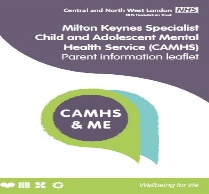 Central and North West London NHS
NHS Foundation Trust
Milton Keynes Specialist
ld and Adolescent Mental
Health Service (CAMHS)
Parent information leaflet
CAMHS
& ME
Wellbeing for life